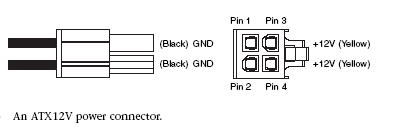 Pin 1 Pin 3
(Black) GND +12V (Yellow)
(Black) GND +12V (Yellow)
Pin 2 Pin 4
An ATX12V power connector.